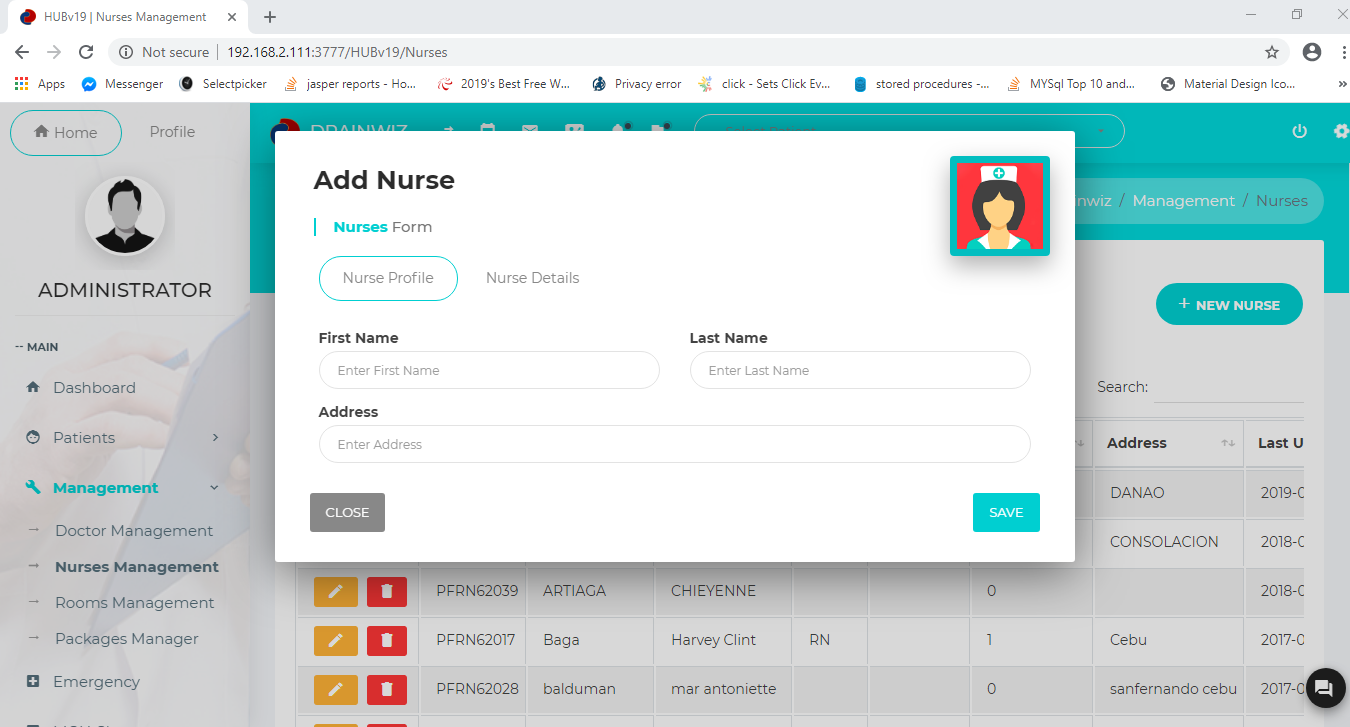 HUBv19 | Nurses Management
Not secure | 192.168.2.111:3777/HUBv19/Nurses
Apps Messenger Selectpicker jasper reports - Ho... 2019's Best Free W... Privacy error click - Sets Click Ev... stored procedures -... MYSql Top 10 and... Material Design Ico... »
Home Profile
ADMINISTRATOR
-- MAIN
Dashboard
Patients
Management
Doctor Management
Nurses Management
Rooms Management
Packages Manager
Emergency
/ Management / Nurses
+ NEW NURSE
Search:
Add Nurse
Nurses Form
Nurse Profile Nurse Details
First Name Last Name
Enter First Name Enter Last Name
Address
Enter Address
CLOSE SAVE
Address Last U
DANAO 2019-0
CONSOLACION 2018-0
PFRN62039 ARTIAGA CHIEYENNE 0 2018-0
PFRN62017 Baga Harvey Clint RN 1 Cebu 2017-0
PFRN62028 balduman mar antoniette 0 sanfernando cebu 2017-0